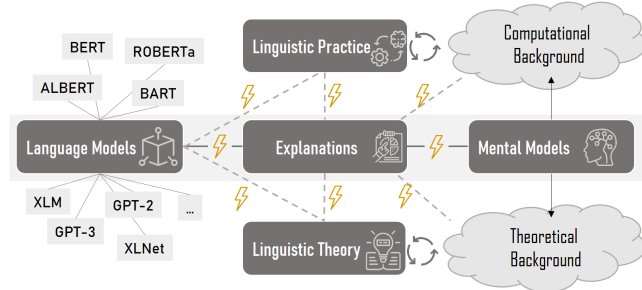 BERT
ROBERTa
ALBERT
BART
Linguistic Practice
Computational
Background
Language Models
Explanations
Mental Models
XLM
GPT-2
...
GPT-3
XLNet
Linguistic Theory
Theoretical
Background